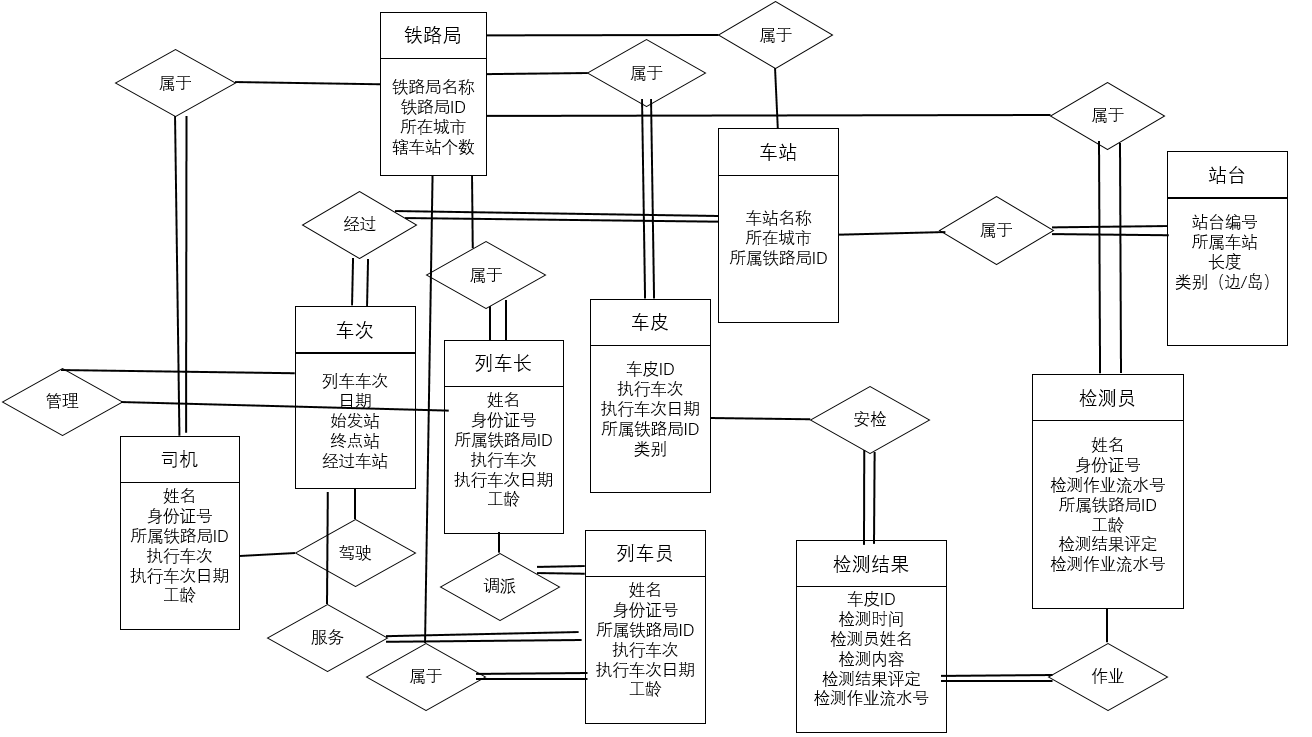 铁路局
铁路局名称
铁路局ID
所在城市
辖车站个数
属于
属于
属于
属于
车站
车站名称
所在城市
所属铁路局ID
站台
站台编号
所属车站
长度
类别（边/岛）
属于
经过
属于
车次
列车车次
日期
始发站
终点站
经过车站
列车长
姓名
身份证号
所属铁路局ID
执行车次
执行车次日期
工龄
车皮
车皮ID
执行车次
执行车次日期
所属铁路局ID
类别
管理
安检
检测员
姓名
身份证号
检测作业流水号
所属铁路局ID
工龄
检测结果评定
检测作业流水号
司机
姓名
身份证号
所属铁路局ID
执行车次
执行车次日期
工龄
驾驶
调派
列车员
姓名
身份证号
所属铁路局ID
执行车次
执行车次日期
工龄
检测结果
车皮ID
检测时间
检测员姓名
检测内容
检测结果评定
检测作业流水号
服务
属于
作业